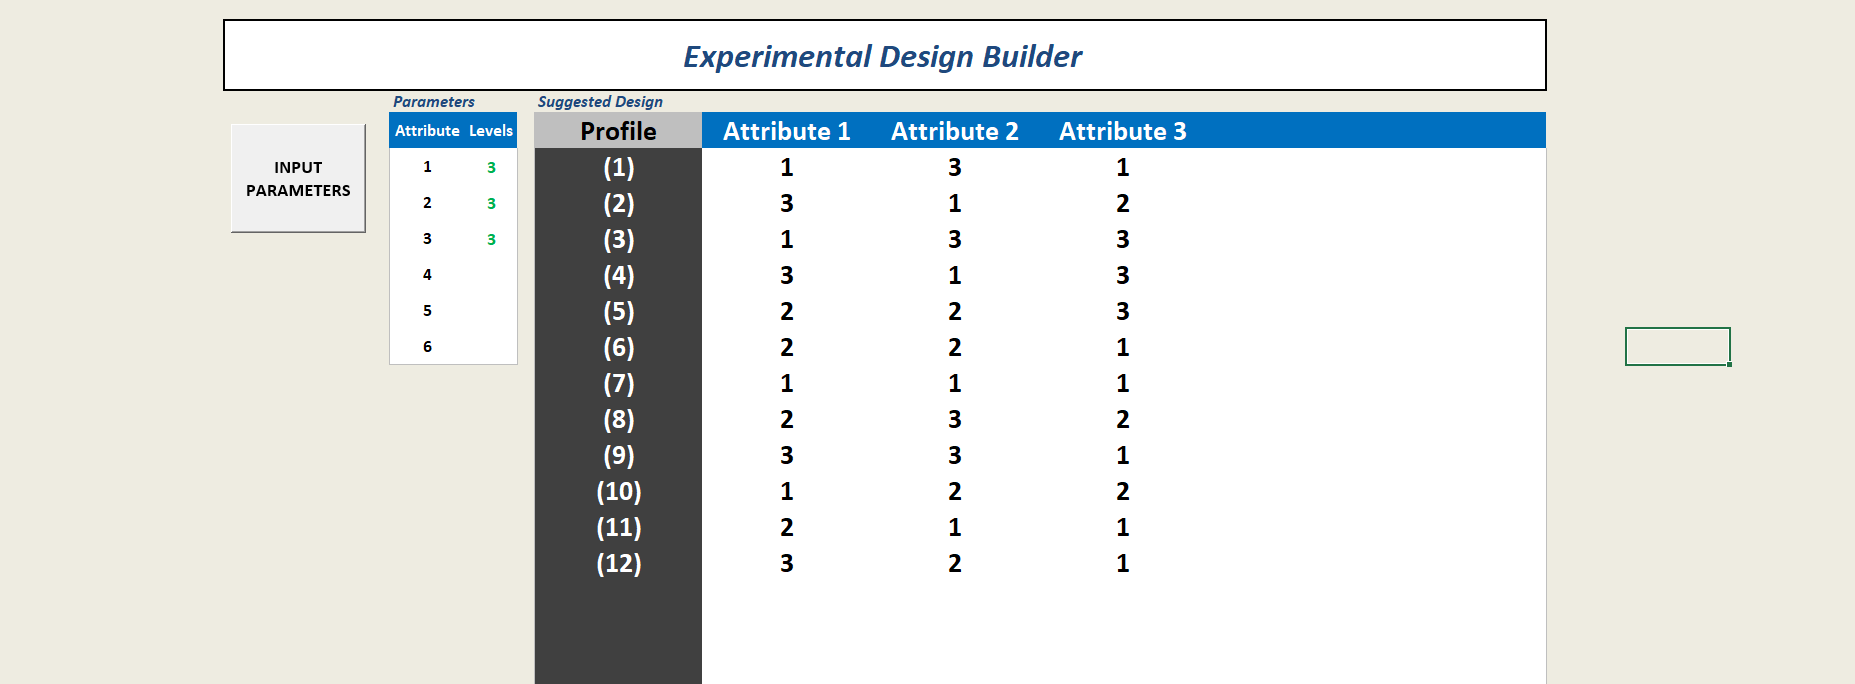 Experimental Design Builder
Parameters
Suggested Design
INPUT
PARAMETERS
Attribute Levels
1 3
2 3
3 3
4
5
6
Profile Attribute 1 Attribute 2 Attribute 3
(1) 1 3 1
(2) 3 1 2
(3) 1 3 3
(4) 3 1 3
(5) 2 2 3
(6) 2 2 1
(7) 1 1 1
(8) 2 3 2
(9) 3 3 1
(10) 1 2 2
(11) 2 1 1
(12) 3 2 1